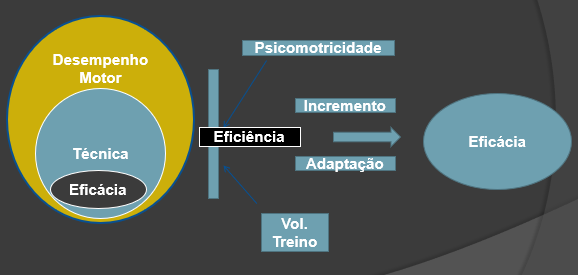 Desempenho
Motor
Técnica
Eficácia
Psicomotricidade
Eficiência
Vol.
Treino
Incremento
Adaptação
Eficácia